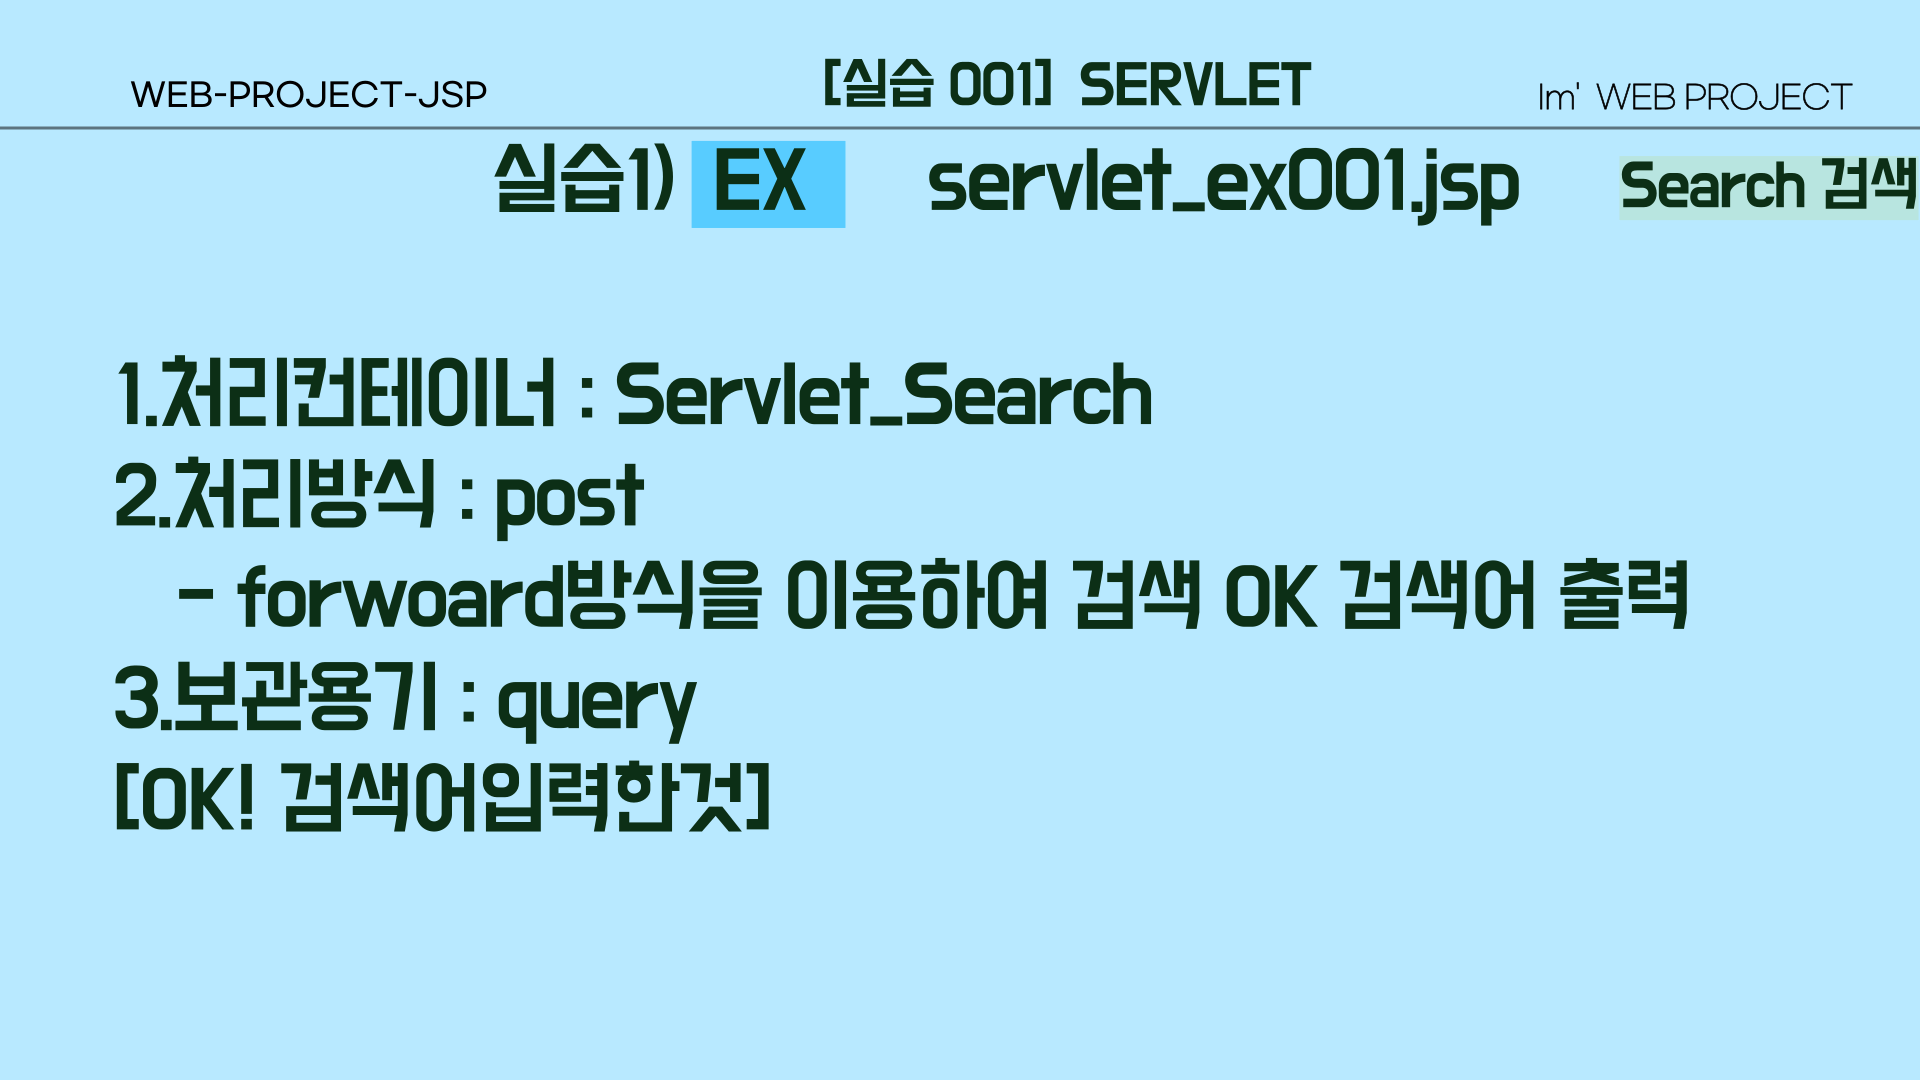 WEB-PROJECT-JSP
[실습 001] SERVLET
Im' WEB PROJECT
실습1) EX servlet_ex001.jsp
Search 검색
1.처리컨테이너 : Servlet_Search
2.처리방식 : post
- forwoard방식을 이용하여 검색 OK 검색어 출력
3.보관용기 : query
[OK! 검색어입력한것]